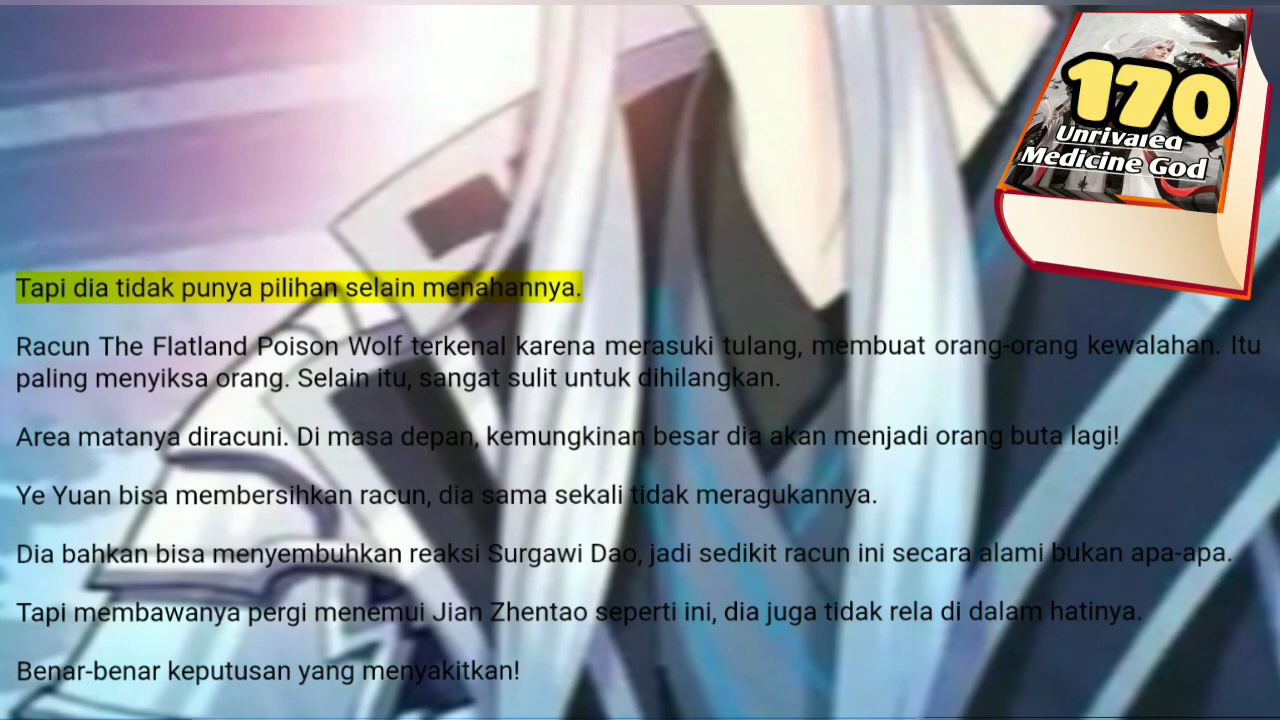 170
Unrivaled
Medicine God
Tapi dia tidak punya pilihan selain menahannya.
Racun The Flatland Poison Wolf terkenal karena merasuki tulang, membuat orang-orang kewalahan. Itu
paling menyiksa orang. Selain itu, sangat sulit untuk dihilangkan.
Area matanya diracuni. Di masa depan, kemungkinan besar dia akan menjadi orang buta lagi!
Ye Yuan bisa membersihkan racun, dia sama sekali tidak meragukannya.
Dia bahkan bisa menyembuhkan reaksi Surgawi Dao, jadi sedikit racun ini secara alami bukan apa-apa.
Tapi membawanya pergi menemui Jian Zhentao seperti ini, dia juga tidak rela di dalam hatinya.
Benar-benar keputusan yang menyakitkan!